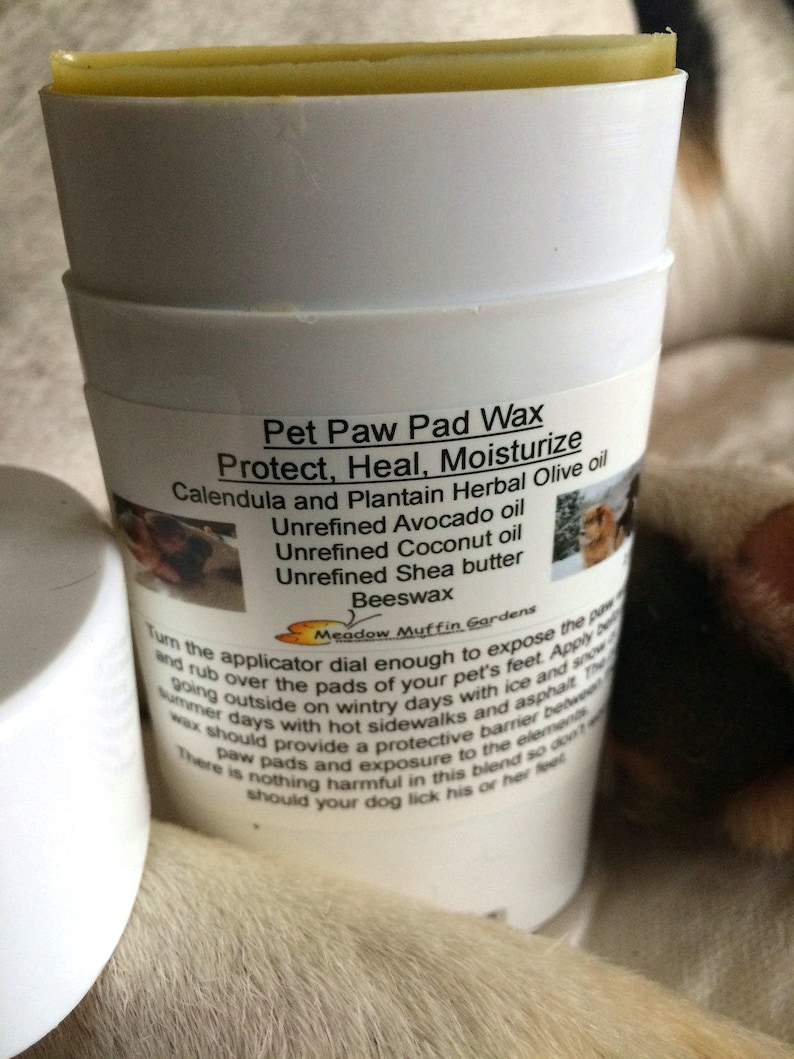 Pet Paw Pad Wax
Protect, Heal, Moisturize
Calendula and Plantain Herbal Olive oil
Unrefined Avocado oil
Unrefined Coconut oil
Unrefined Shea butter
Beeswax
Meadow Muffin Gardens
Turn the applicator dial enough to expose the paw
and rub over the pads of your pet's feet. Apply
going outside on wintry days with ice and snow
summer days with hot sidewalks and asphalt. The
wax should provide a protective barrier between
paw pads and exposure to the elements.
There is nothing harmful in this blend so don't
should your dog lick his or her feet.